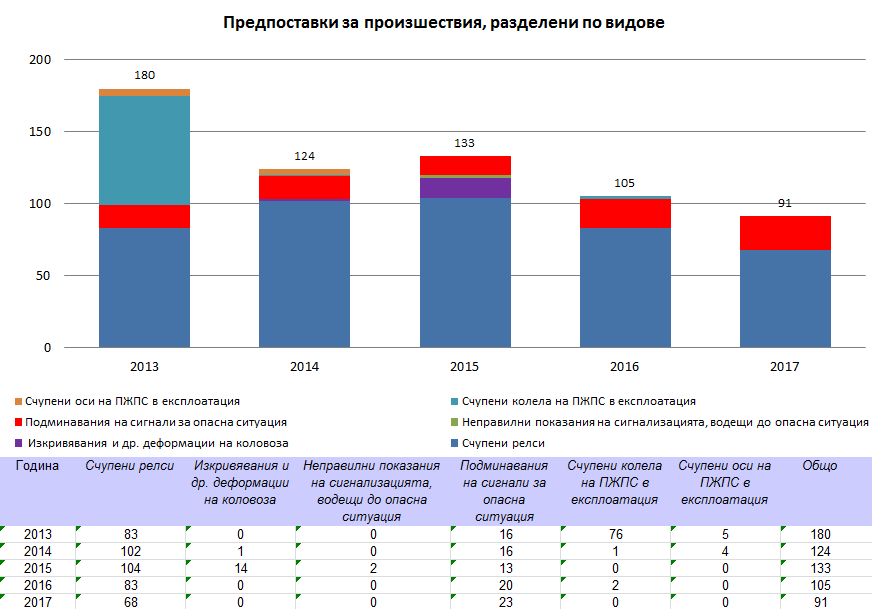 Предпоставки за произшествия, разделени по видове
200
180
150
133
124
105
100
91
50
0
2013 2014 2015 2016 2017
Счупени оси на ПЖПС в експлоатация Счупени колела на ПЖПС в експлоатация
Подминавания на сигнали за опасна ситуация Неправилни показания на сигнализацията, водещи до опасна ситуация
Изкривявания и др. деформации на коловоза Счупени релси
Година Счупени релси Изкривявания и Неправилни показания Подминавания Счупени колела Счупени оси на Общо
др. деформации на сигнализацията, на сигнали за на ПЖПС в ПЖПС в
на коловоза водещи до опасна опасна експлоатация експлоатация
ситуация ситуация
2013 83 0 0 16 76 5 180
2014 102 1 0 16 1 4 124
2015 104 14 2 13 0 0 133
2016 83 0 0 20 2 0 105
2017 68 0 0 23 0 0 91